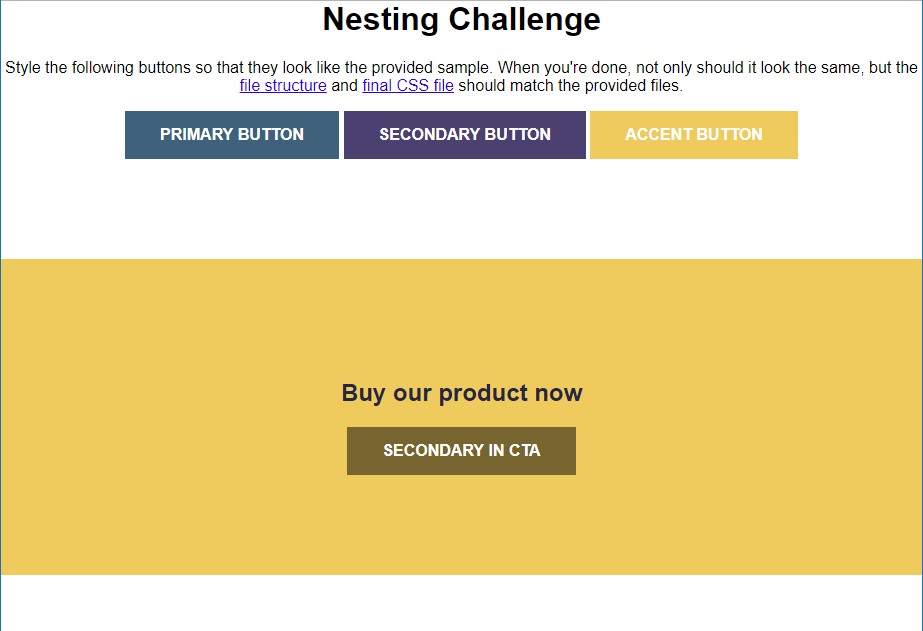 Nesting Challenge
Style the following buttons so that they look like the provided sample. When you're done, not only should it look the same, but the
file structure and final CSS file should match the provided files.
PRIMARY BUTTON SECONDARY BUTTON ACCENT BUTTON
Buy our product now
SECONDARY IN CTA